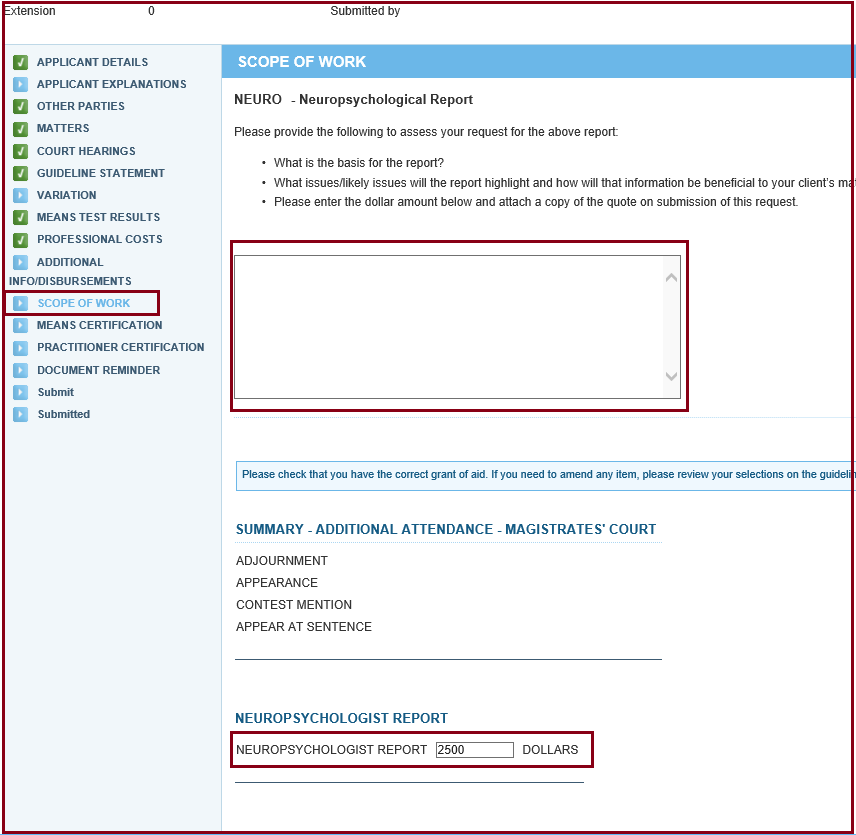 Extension 0 Submitted by
APPLICANT DETAILS
APPLICANT EXPLANATIONS
OTHER PARTIES
MATTERS
COURT HEARINGS
GUIDELINE STATEMENT
VARIATION
MEANS TEST RESULTS
PROFESSIONAL COSTS
ADDITIONAL
INFO/DISBURSEMENTS
SCOPE OF WORK
MEANS CERTIFICATION
PRACTITIONER CERTIFICATION
DOCUMENT REMINDER
Submit
Submitted
SCOPE OF WORK
NEURO - Neuropsychological Report
Please provide the following to assess your request for the above report:
• What is the basis for the report?
• What issues/likely issues will the report highlight and how will that information be beneficial to your client's
• Please enter the dollar amount below and attach a copy of the quote on submission of this request.
Please check that you have the correct grant of aid. If you need to amend any item, please review your selections on the
SUMMARY - ADDITIONAL ATTENDANCE - MAGISTRATES' COURT
ADJOURNMENT
APPEARANCE
CONTEST MENTION
APPEAR AT SENTENCE
NEUROPSYCHOLOGIST REPORT
NEUROPSYCHOLOGIST REPORT 2500 DOLLARS